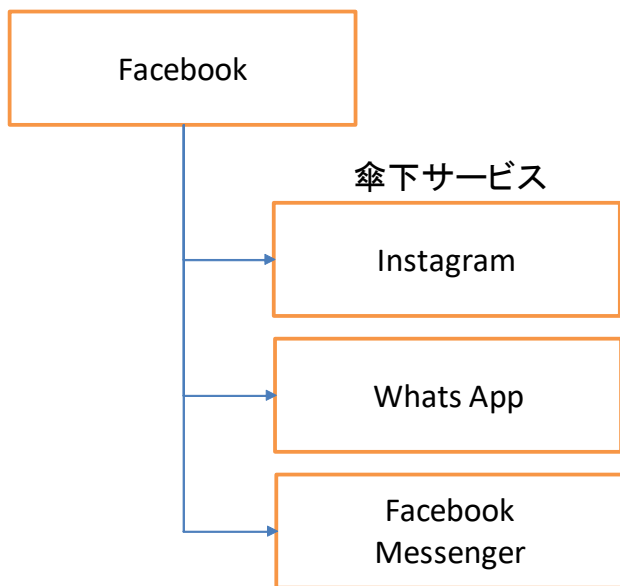 Facebook
傘下サービス
Instagram
Whats App
Facebook
Messenger